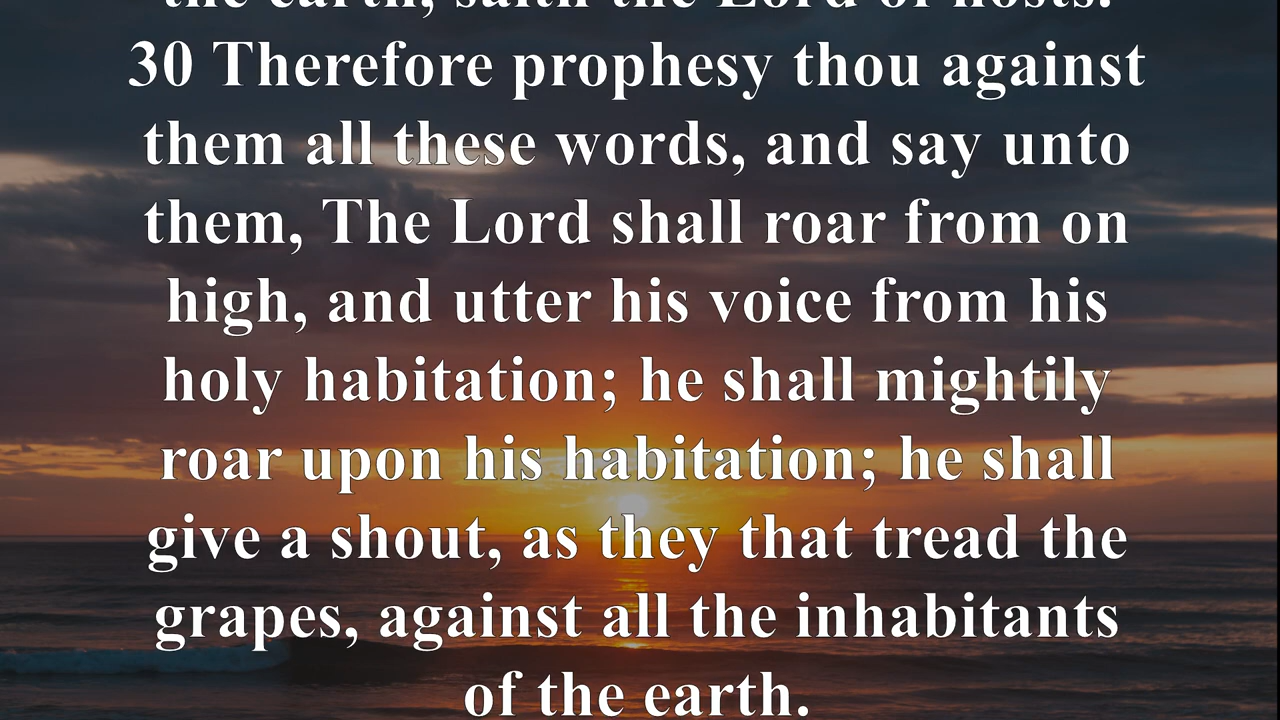 the earth, saith the Lord of hosts.
30 Therefore prophesy thou against
them all these words, and say unto
them, The Lord shall roar from on
high, and utter his voice from his
holy habitation; he shall mightily
roar upon his habitation; he shall
give a shout, as they that tread the
grapes, against all the inhabitants
of the earth.